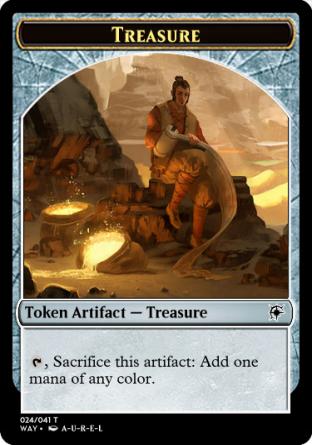 TREASURE
Token Artifact — Treasure
, Sacrifice this artifact: Add one
mana of any color.
024/041 T
WAY • A-U-R-E-L